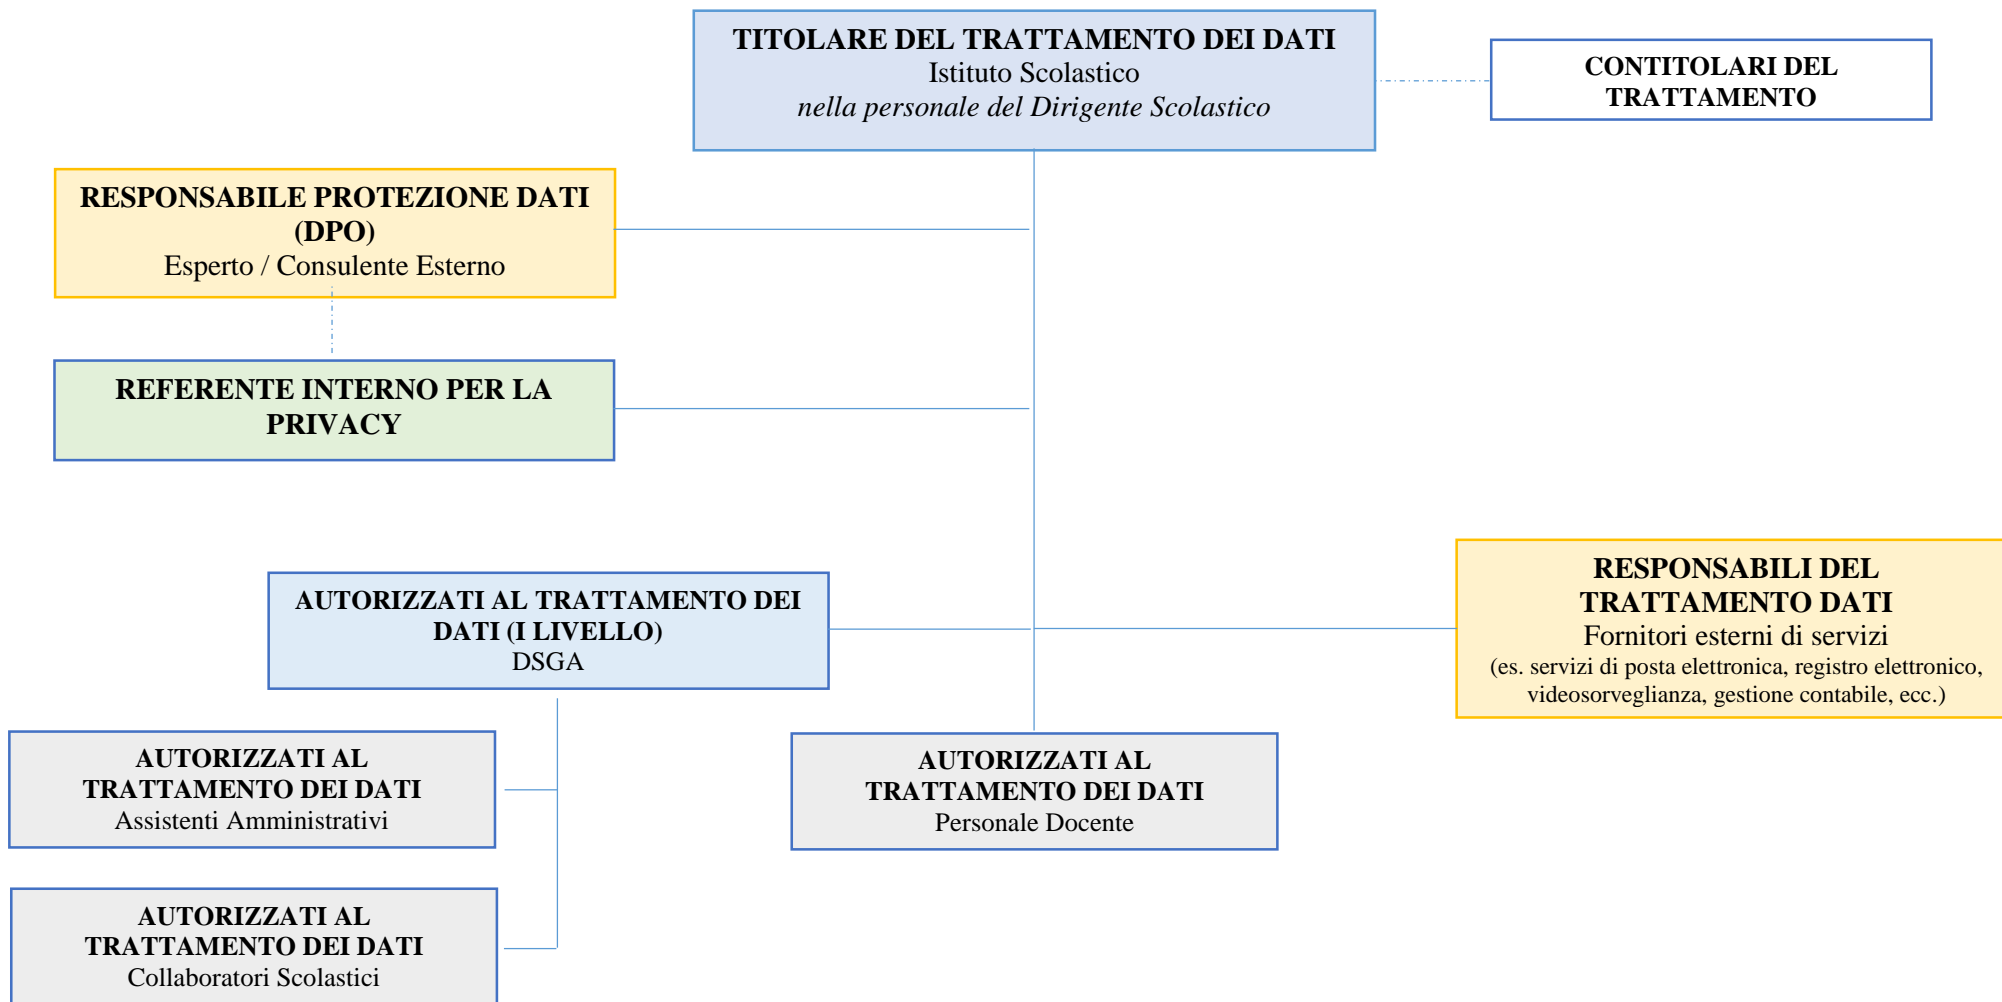 TITOLARE DEL TRATTAMENTO DEI DATI
Istituto Scolastico
nella personale del Dirigente Scolastico
CONTITOLARI DEL
TRATTAMENTO
RESPONSABILE PROTEZIONE DATI
(DPO)
Esperto / Consulente Esterno
REFERENTE INTERNO PER LA
PRIVACY
AUTORIZZATI AL TRATTAMENTO DEI
DATI (I LIVELLO)
DSGA
RESPONSABILI DEL
TRATTAMENTO DATI
Fornitori esterni di servizi
(es. servizi di posta elettronica, registro elettronico,
videosorveglianza, gestione contabile, ecc.)
AUTORIZZATI AL
TRATTAMENTO DEI DATI
Assistenti Amministrativi
AUTORIZZATI AL
TRATTAMENTO DEI DATI
Personale Docente
AUTORIZZATI AL
TRATTAMENTO DEI DATI
Collaboratori Scolastici